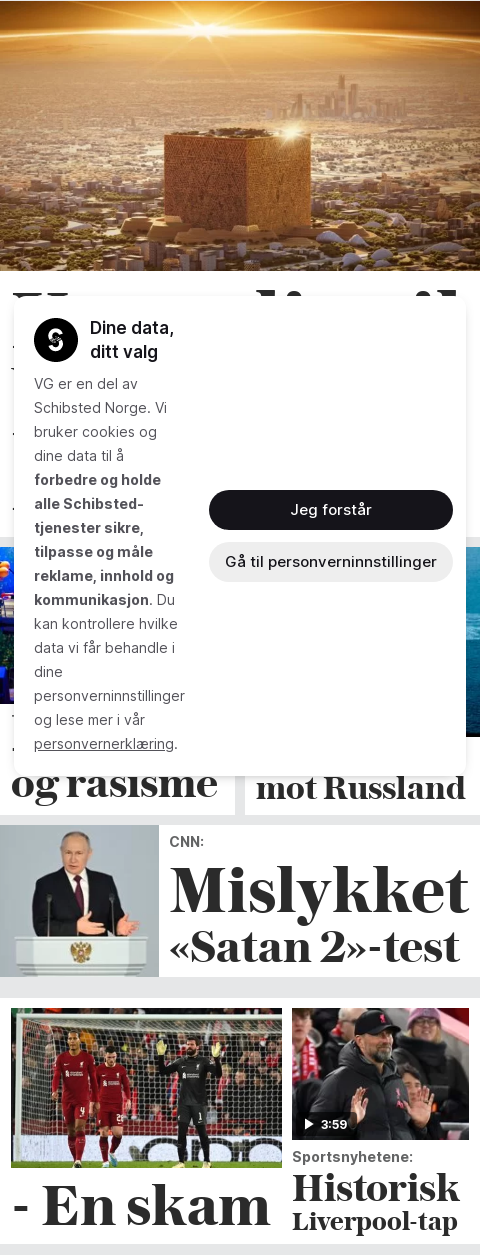 Dine data,
ditt valg
VG er en del av
Schibsted Norge. Vi
bruker cookies og
dine data til å
forbedre og holde
alle Schibsted-
tjenester sikre,
tilpasse og måle
reklame, innhold og
kommunikasjon. Du
kan kontrollere hvilke
data vi får behandle i
dine
personverninnstillinger
og lese mer i vår
personvernerklæring.
Jeg forstår
Gå til personverninnstillinger
og rasisme
mot Russland
CNN:
Mislykket
«Satan 2»-test
- En skam
3:59
Sportsnyhetene:
Historisk
Liverpool-tap